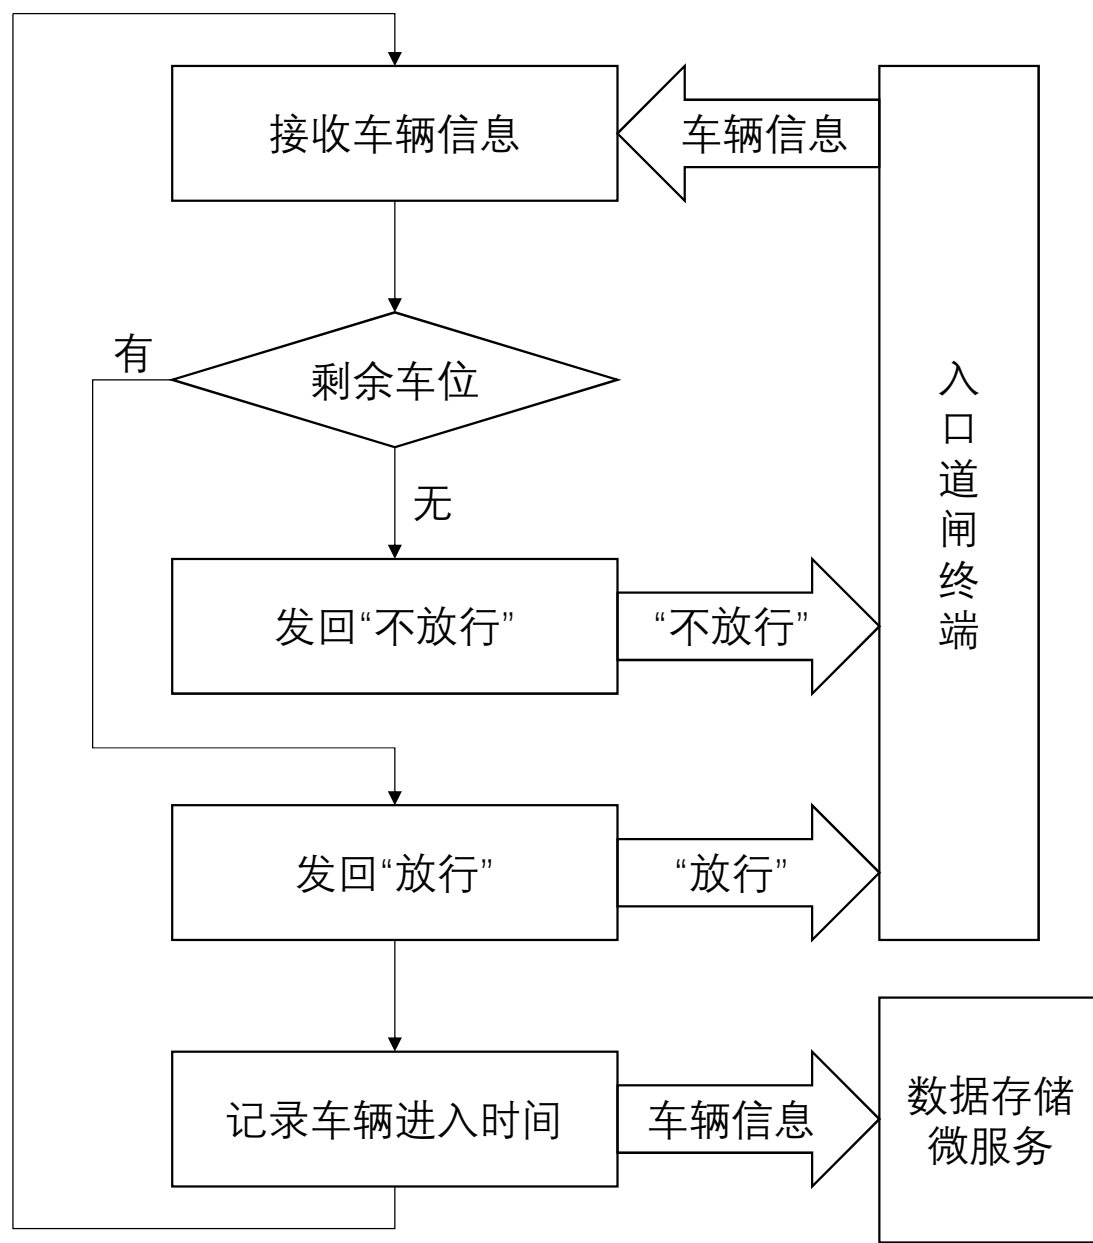 接收车辆信息
车辆信息
有
剩余车位
无
发回“不放行”
“不放行”
入
口
道
闸
终
端
发回“放行”
“放行”
记录车辆进入时间
车辆信息
数据存储
微服务